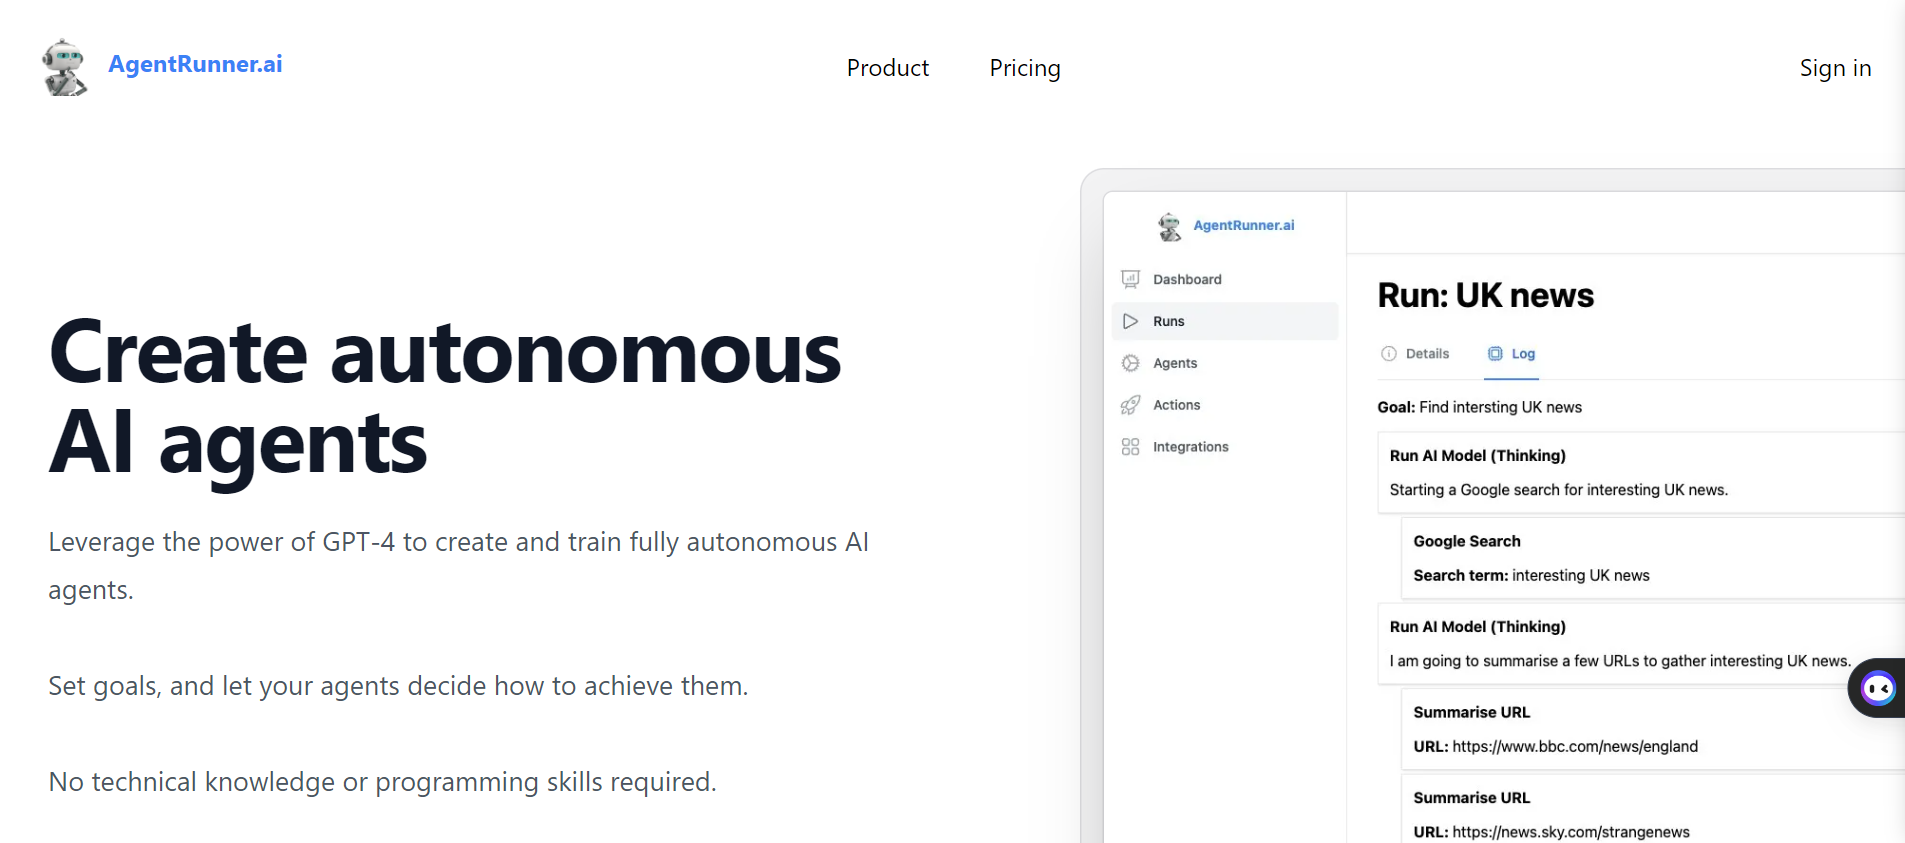 AgentRunner.ai
Product
Pricing
Sign in
Create autonomous
AI agents
Leverage the power of GPT-4 to create and train fully autonomous AI
agents.
Set goals, and let your agents decide how to achieve them.
No technical knowledge or programming skills required.
AgentRunner.ai
Dashboard
Runs
Agents
Actions
Integrations
Run: UK news
Details
Log
Goal: Find intersting UK news
Run AI Model (Thinking)
Starting a Google search for interesting UK news.
Google Search
Search term: interesting UK news
Run AI Model (Thinking)
I am going to summarise a few URLs to gather interesting UK news.
Summarise URL
URL: https://www.bbc.com/news/england
Summarise URL
URL: https://news.sky.com/strangenews